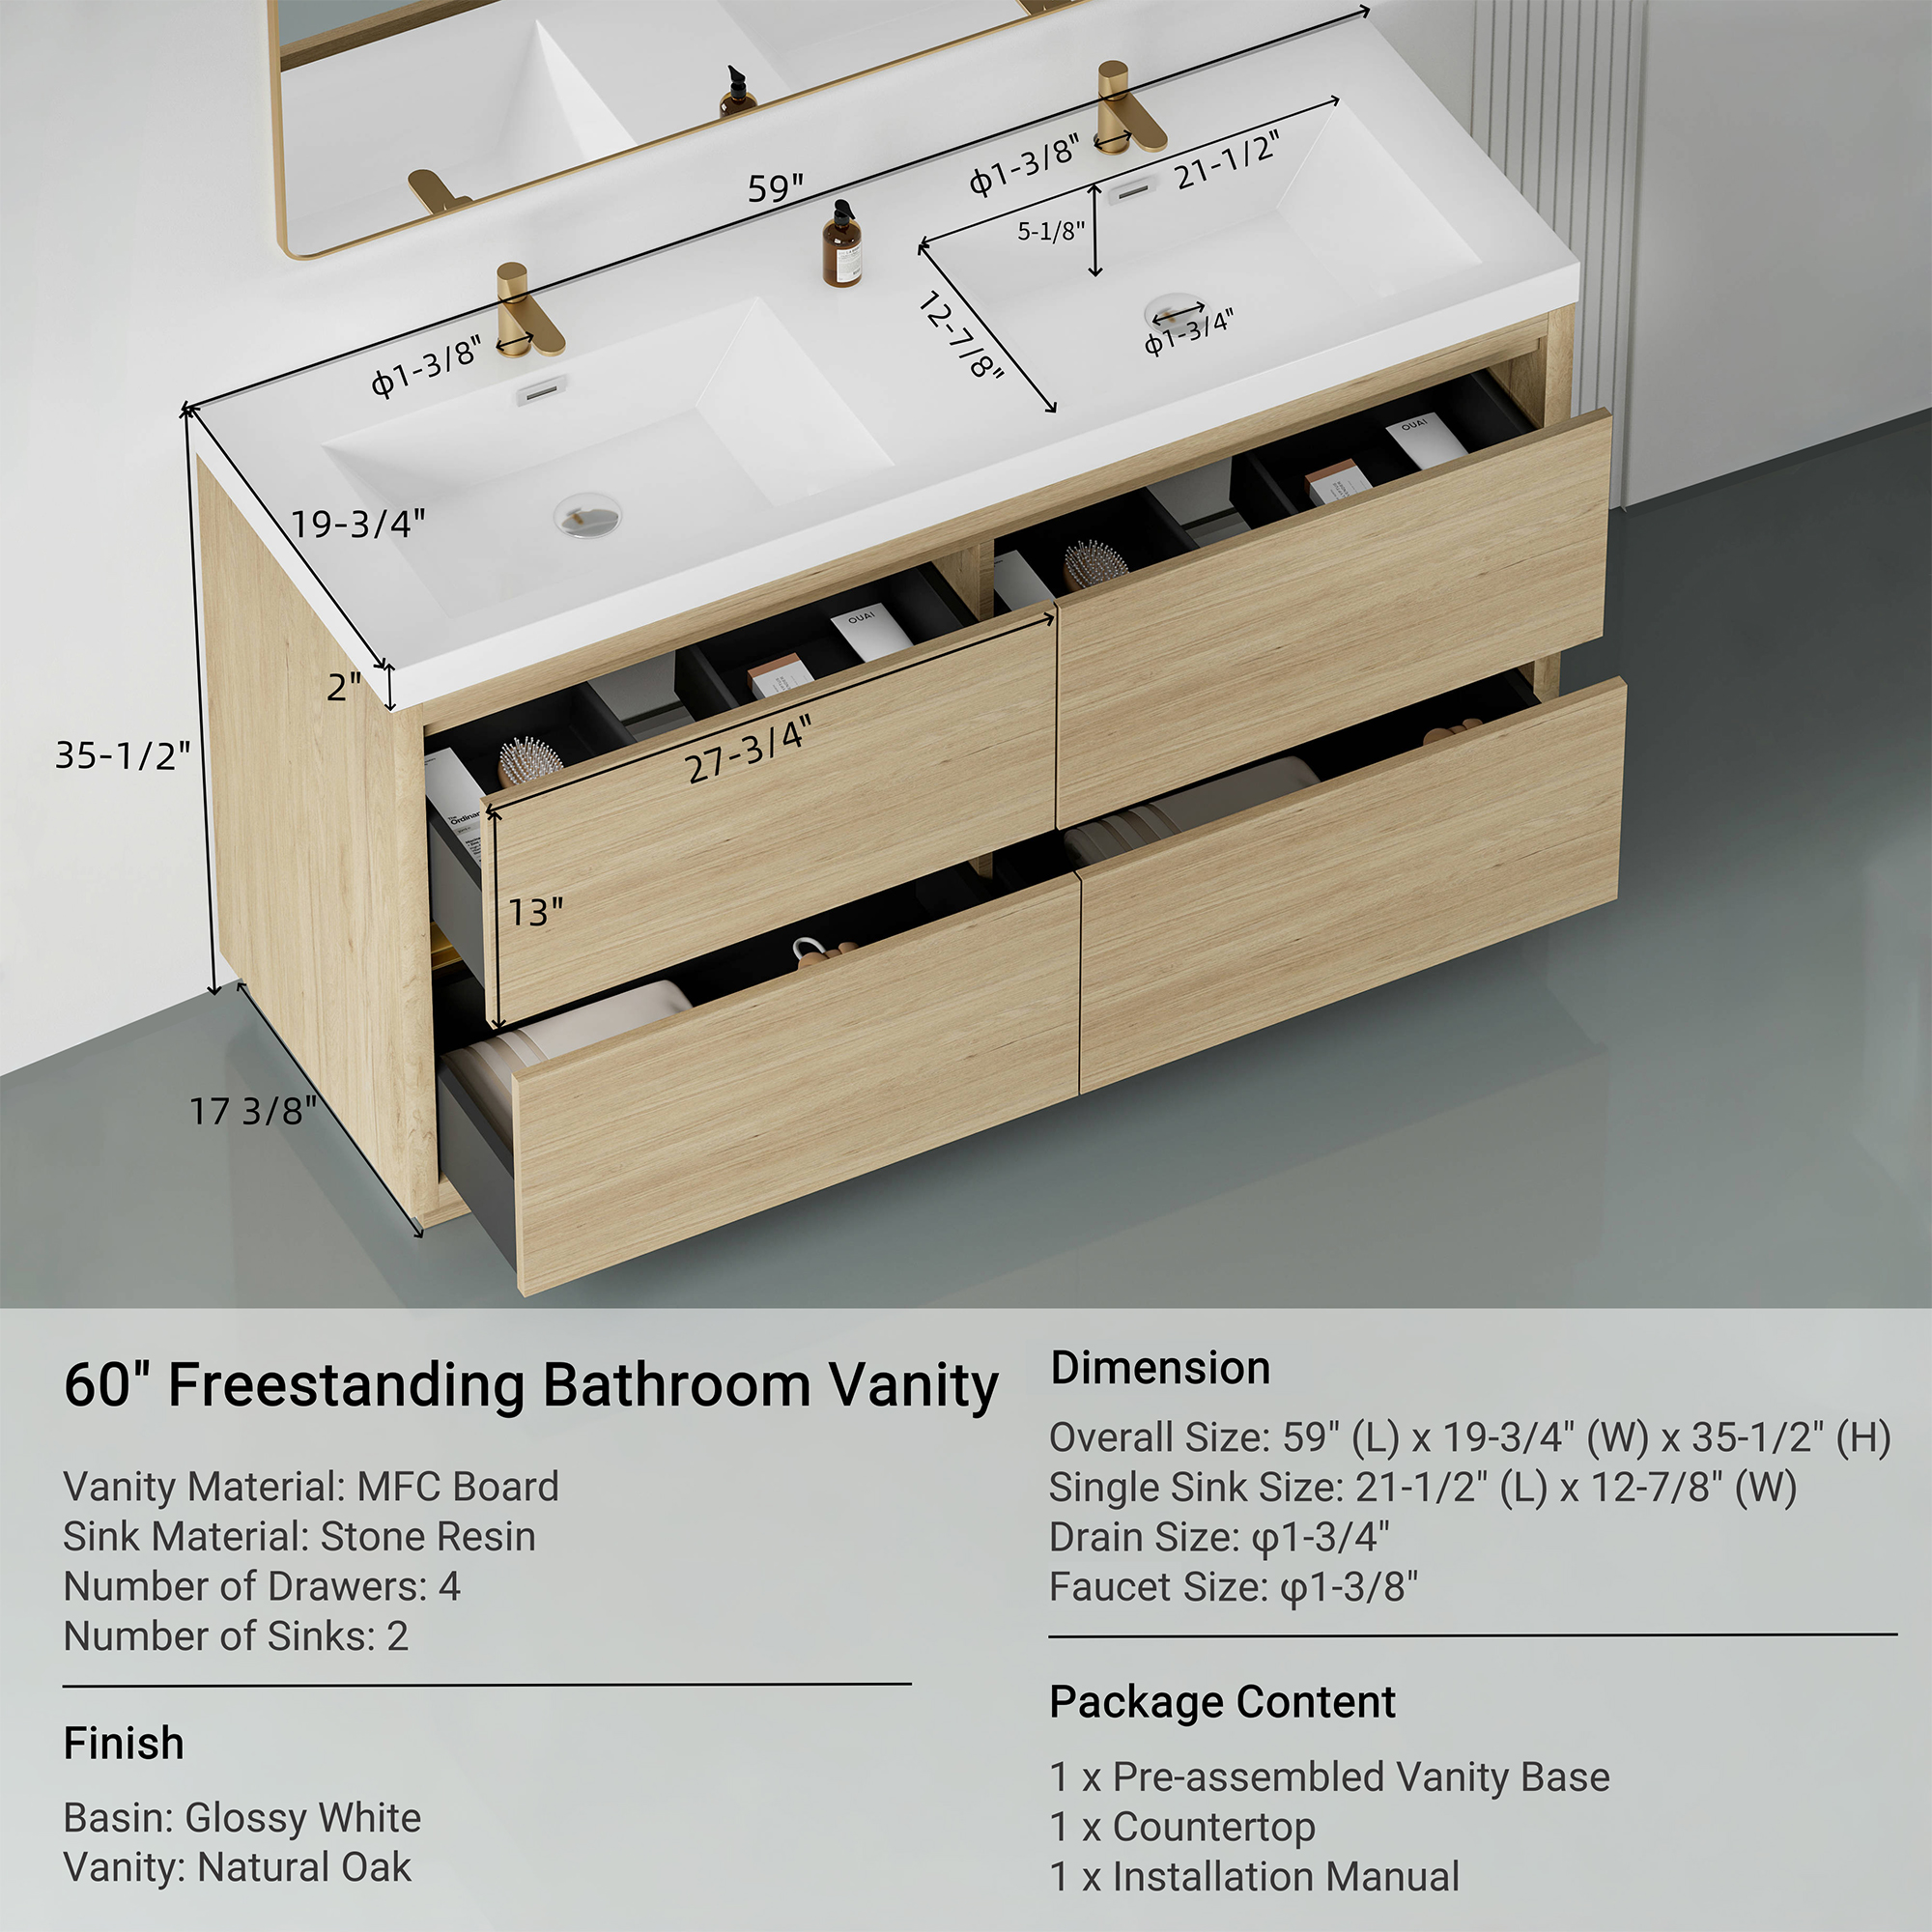 59"
ϕ1-3/8"
21-1/2"
5-1/8"
ϕ1-3/8"
12-7/8"
ϕ1-3/4"
OUAI
19-3/4"
OUAI
2"
35-1/2"
27-3/4"
The
Ordinar
13"
17 3/8"
60" Freestanding Bathroom Vanity
Vanity Material: MFC Board
Sink Material: Stone Resin
Number of Drawers: 4
Number of Sinks: 2
Finish
Basin: Glossy White
Vanity: Natural Oak
Dimension
Overall Size: 59" (L) x 19-3/4" (W) x 35-1/2" (H)
Single Sink Size: 21-1/2" (L) x 12-7/8" (W)
Drain Size: φ1-3/4"
Faucet Size: φ1-3/8"
Package Content
1 x Pre-assembled Vanity Base
1 x Countertop
1 x Installation Manual